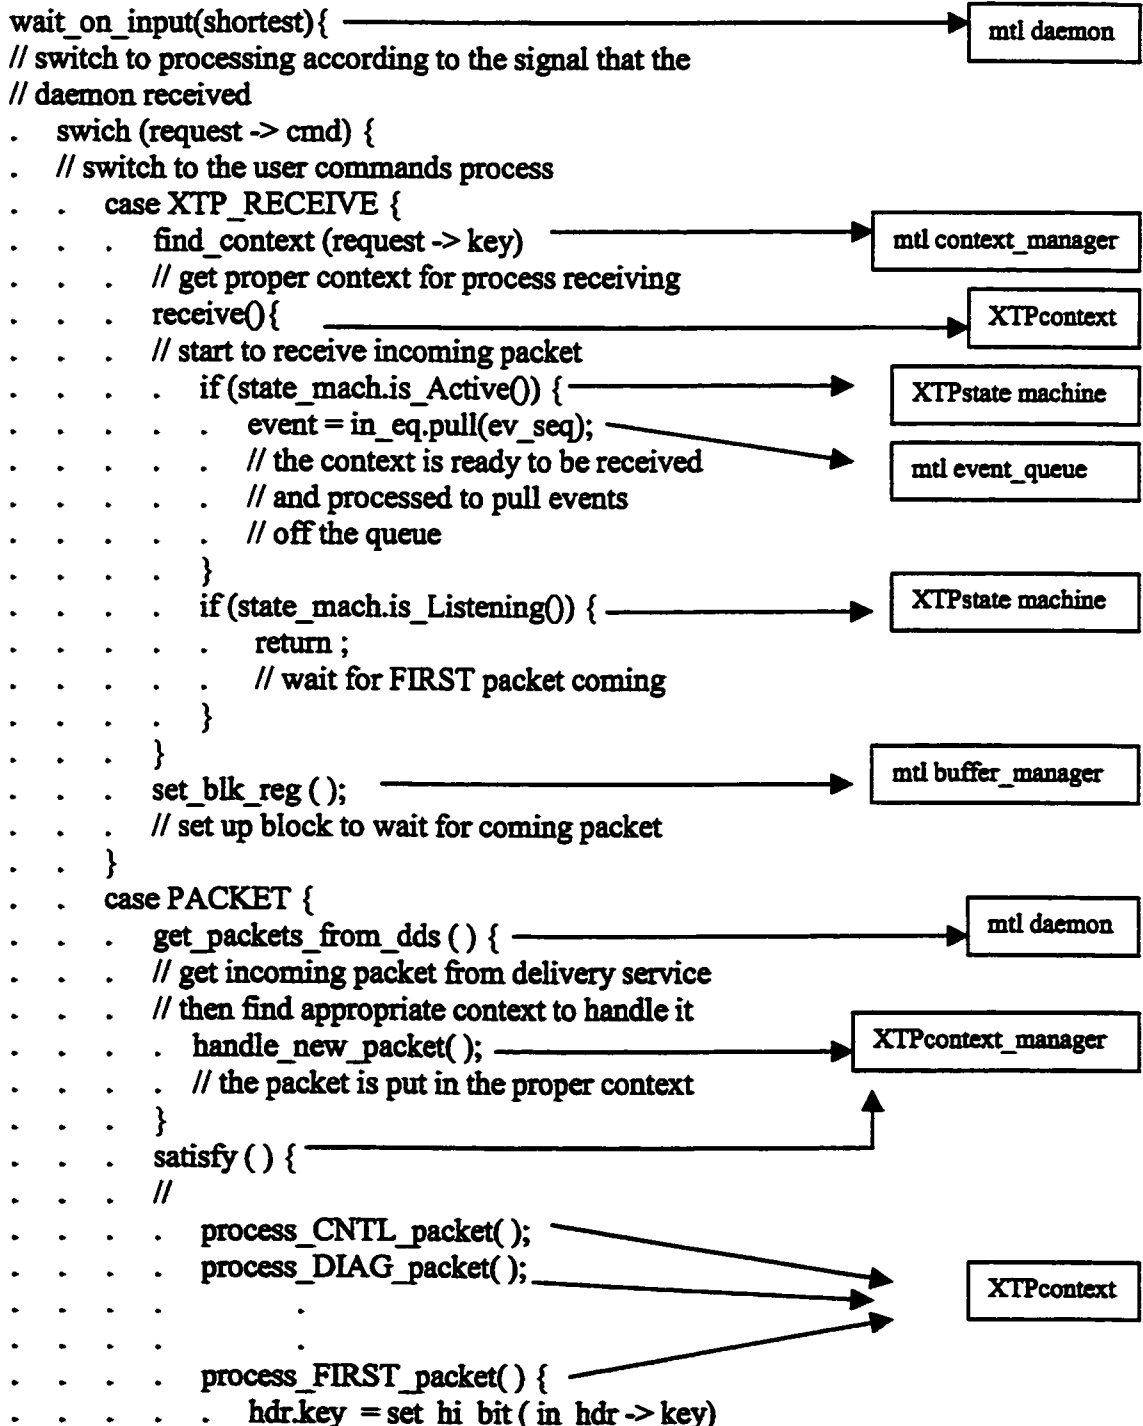 wait_on_input(shortest){ mtl daemon
// switch to processing according to the signal that the
// daemon received
. swich (request -> cmd) {
. // switch to the user commands process
. . case XTP_RECEIVE {
. . . find_context (request -> key) mtl context_manager
. . . // get proper context for process receiving
. . . receive(){ XTPcontext
. . . // start to receive incoming packet
. . . . if (state_mach.is_Active()) { XTPstate machine
. . . . . event = in_eq.pull(ev_seq);
. . . . . // the context is ready to be received mtl event_queue
. . . . . // and processed to pull events
. . . . . // off the queue
. . . . }
. . . . if (state_mach.is_Listening()) { XTPstate machine
. . . . . return ;
. . . . . // wait for FIRST packet coming
. . . . }
. . . }
. . . set_blk_reg ( ); mtl buffer_manager
. . . // set up block to wait for coming packet
. . }
. . case PACKET {
. . . get_packets_from_dds ( ) { mtl daemon
. . . // get incoming packet from delivery service
. . . // then find appropriate context to handle it
. . . . handle_new_packet( ); XTPcontext_manager
. . . . // the packet is put in the proper context
. . . }
. . . satisfy ( ) {
. . . //
. . . . process_CNTL_packet( );
. . . . process_DIAG_packet( ); XTPcontext
. . . . .
. . . . .
. . . . process_FIRST_packet( ) {
. . . . . hdr.key = set_hi_bit ( in_hdr -> key)